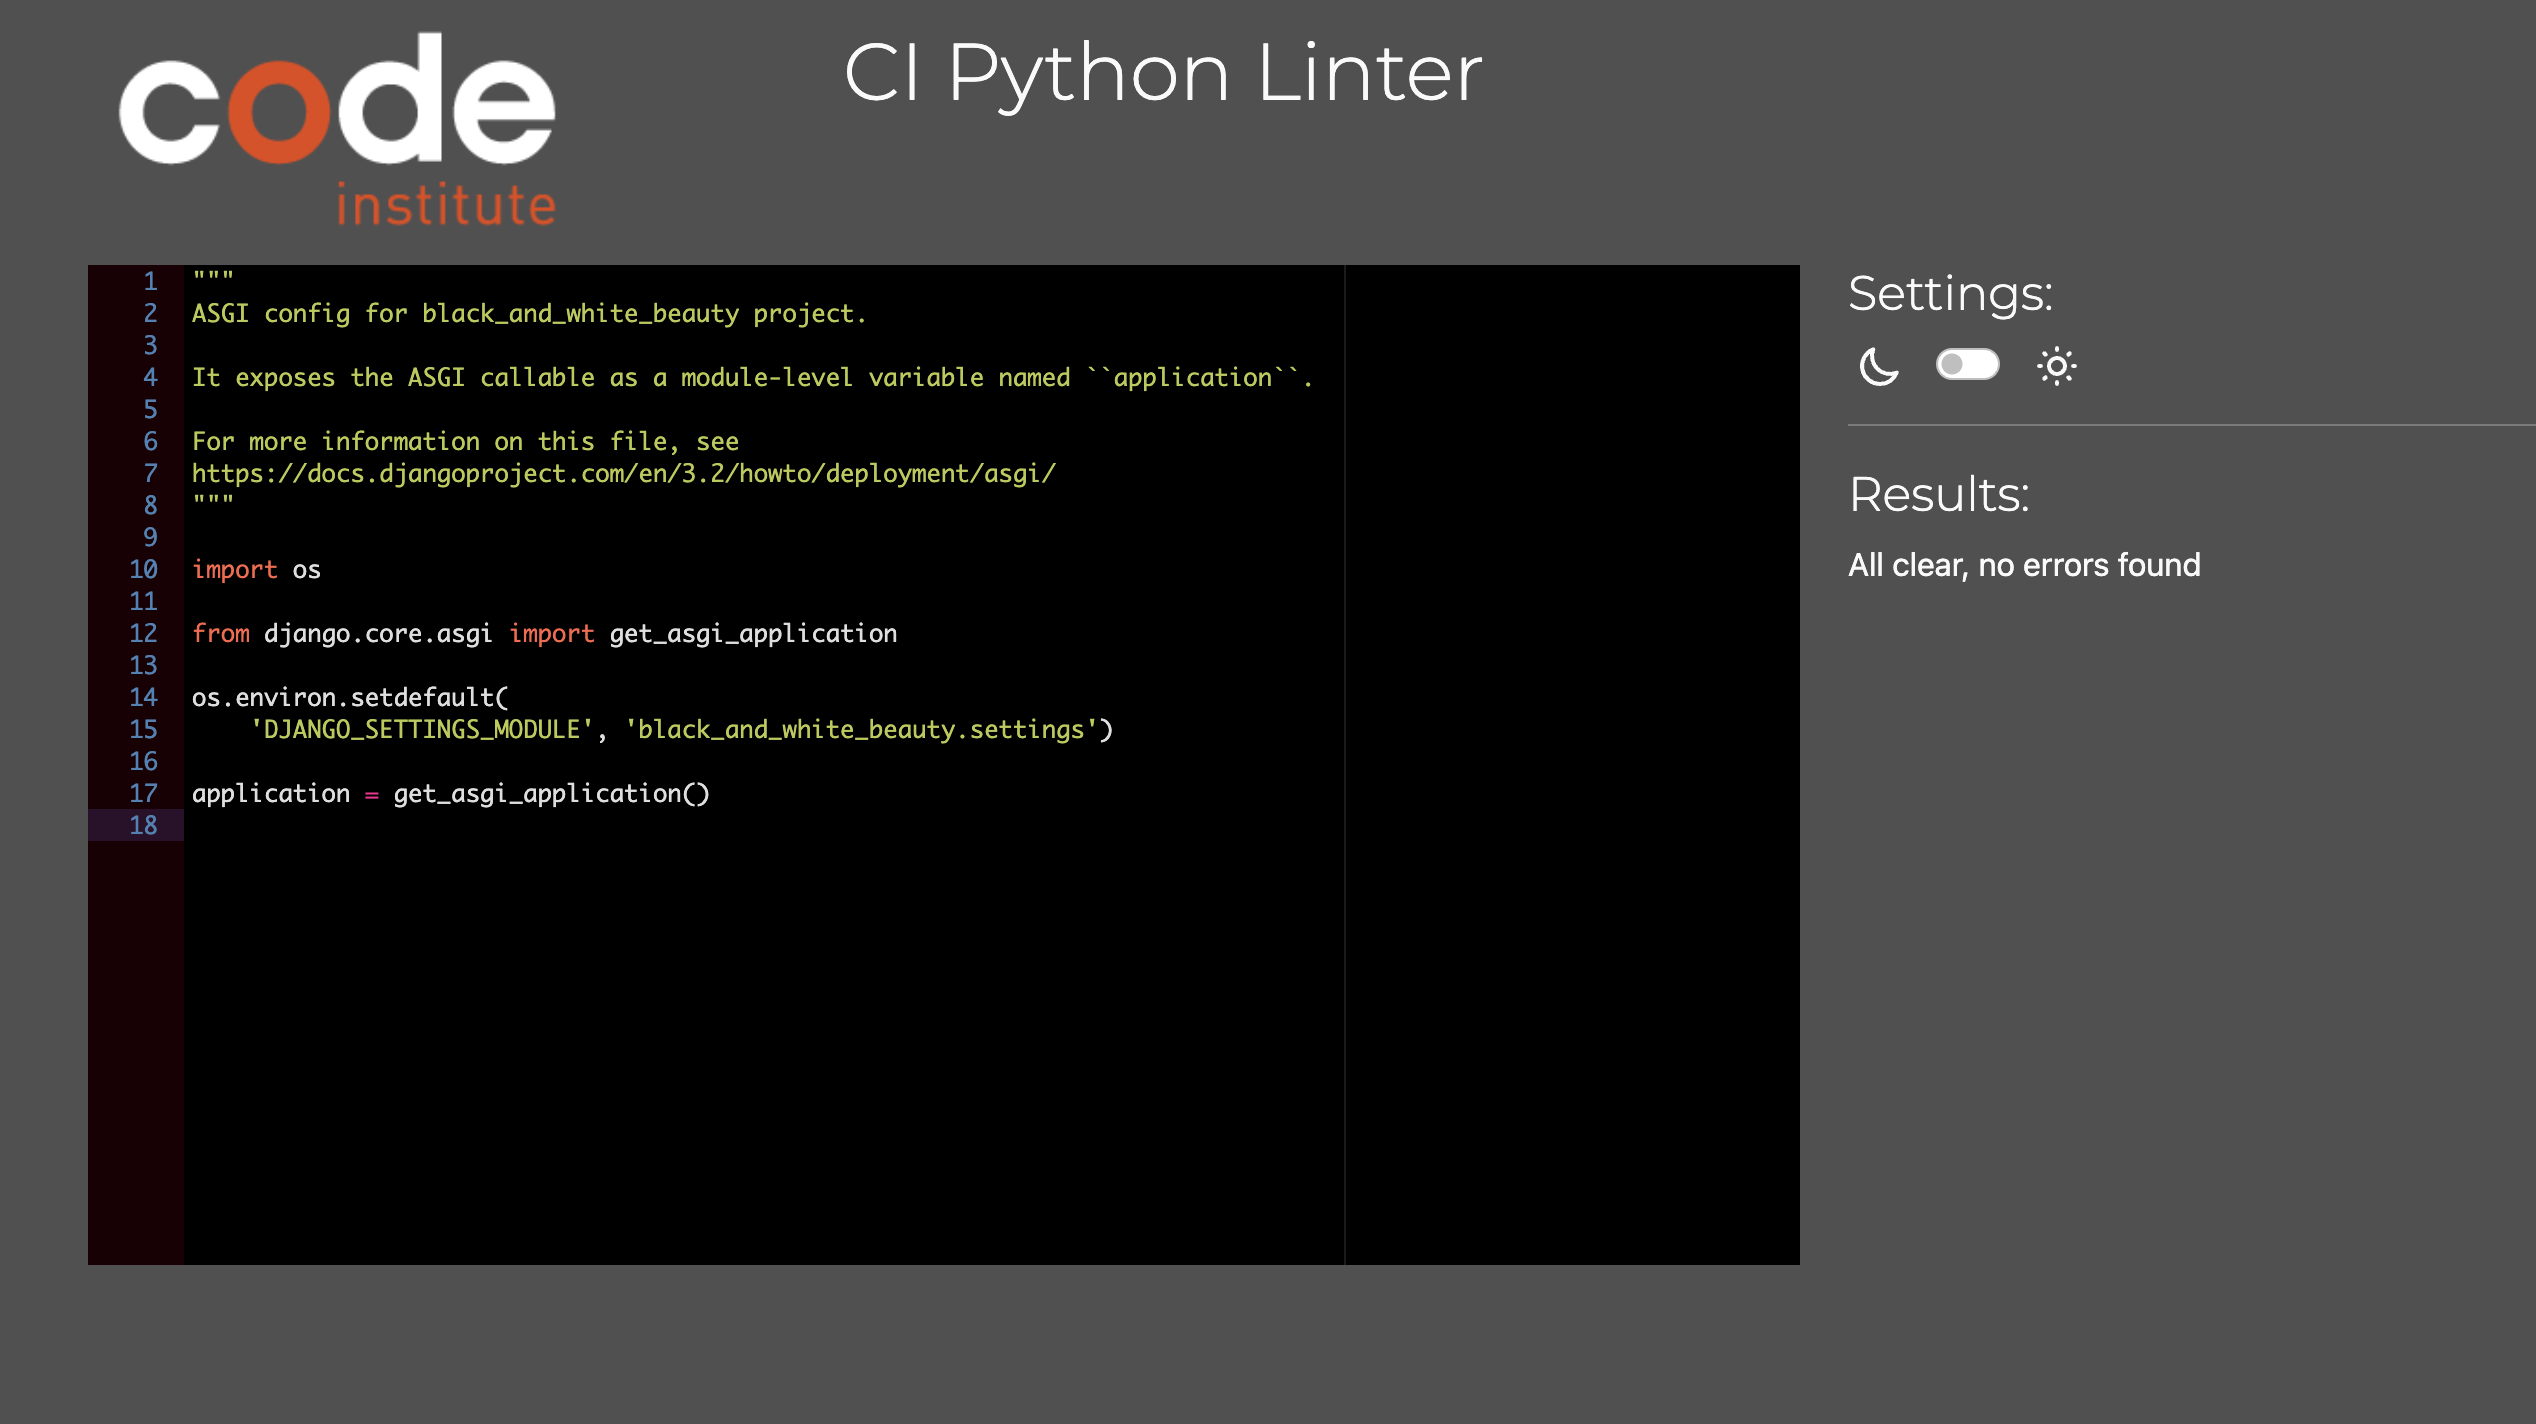 code
institute
CI Python Linter
1 """
2 ASGI config for black_and_white_beauty project.
3
4 It exposes the ASGI callable as a module-level variable named ``application``.
5
6 For more information on this file, see
7 https://docs.djangoproject.com/en/3.2/howto/deployment/asgi/
8 """
9
10 import os
11
12 from django.core.asgi import get_asgi_application
13
14 os.environ.setdefault(
15     'DJANGO_SETTINGS_MODULE', 'black_and_white_beauty.settings')
16
17 application = get_asgi_application()
18
Settings:
Results:
All clear, no errors found